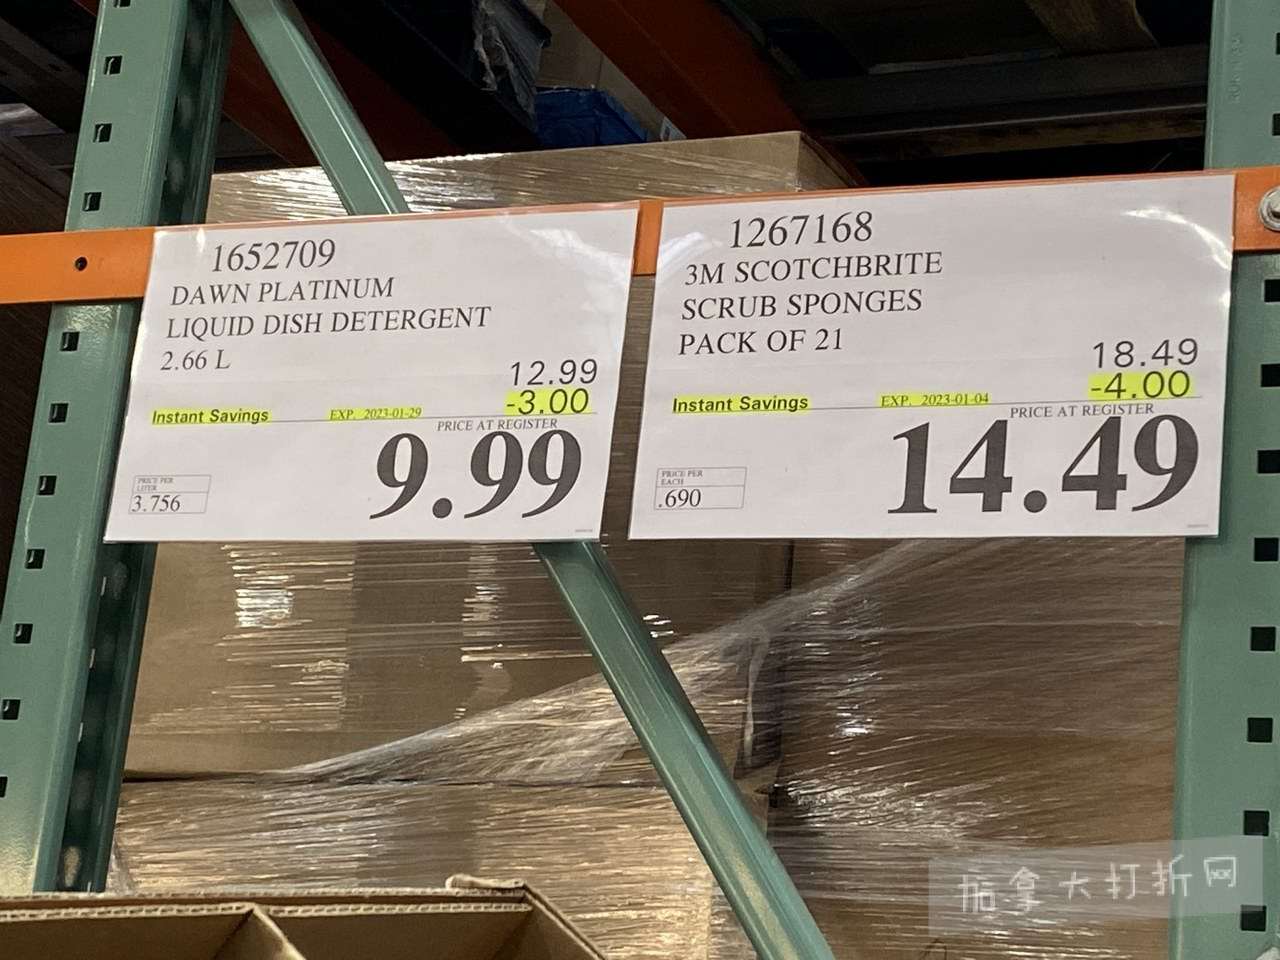 1652709
DAWN PLATINUM
LIQUID DISH DETERGENT
2.66 L
12.99
Instant Savings EXP. 2023-01-29 -3.00
PRICE AT REGISTER
9.99
PRICE PER
LITER
3.756
1267168
3M SCOTCHBRITE
SCRUB SPONGES
PACK OF 21
18.49
Instant Savings EXP. 2023-01-04 -4.00
PRICE AT REGISTER
14.49
PRICE PER
EACH
.690
加拿大打折网